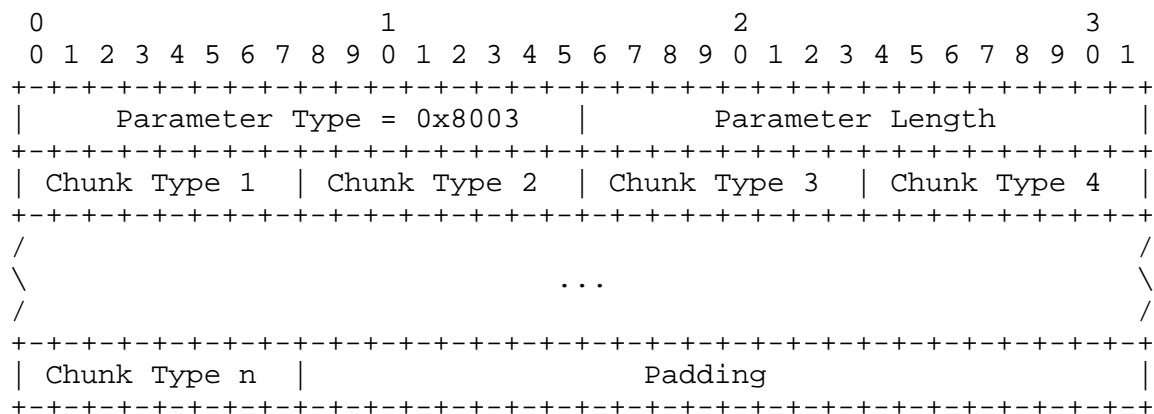 0                   1                   2                   3
 0 1 2 3 4 5 6 7 8 9 0 1 2 3 4 5 6 7 8 9 0 1 2 3 4 5 6 7 8 9 0 1
+-+-+-+-+-+-+-+-+-+-+-+-+-+-+-+-+-+-+-+-+-+-+-+-+-+-+-+-+-+-+-+-+
|     Parameter Type = 0x8003   |       Parameter Length        |
+-+-+-+-+-+-+-+-+-+-+-+-+-+-+-+-+-+-+-+-+-+-+-+-+-+-+-+-+-+-+-+-+
| Chunk Type 1  | Chunk Type 2  | Chunk Type 3  | Chunk Type 4  |
+-+-+-+-+-+-+-+-+-+-+-+-+-+-+-+-+-+-+-+-+-+-+-+-+-+-+-+-+-+-+-+-+
/                                                               /
\                              ...                              \
/                                                               /
+-+-+-+-+-+-+-+-+-+-+-+-+-+-+-+-+-+-+-+-+-+-+-+-+-+-+-+-+-+-+-+-+
| Chunk Type n  |                   Padding                     |
+-+-+-+-+-+-+-+-+-+-+-+-+-+-+-+-+-+-+-+-+-+-+-+-+-+-+-+-+-+-+-+-+